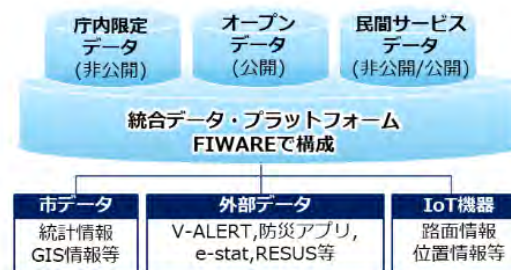 庁内限定
データ
(非公開)
オープン
データ
(公開)
民間サービス
データ
(非公開/公開)
統合データ・プラットフォーム
FIWAREで構成
市データ
統計情報
GIS情報等
外部データ
V-ALERT,防災アプリ,
e-stat,RESUS等
IoT機器
路面情報
位置情報等